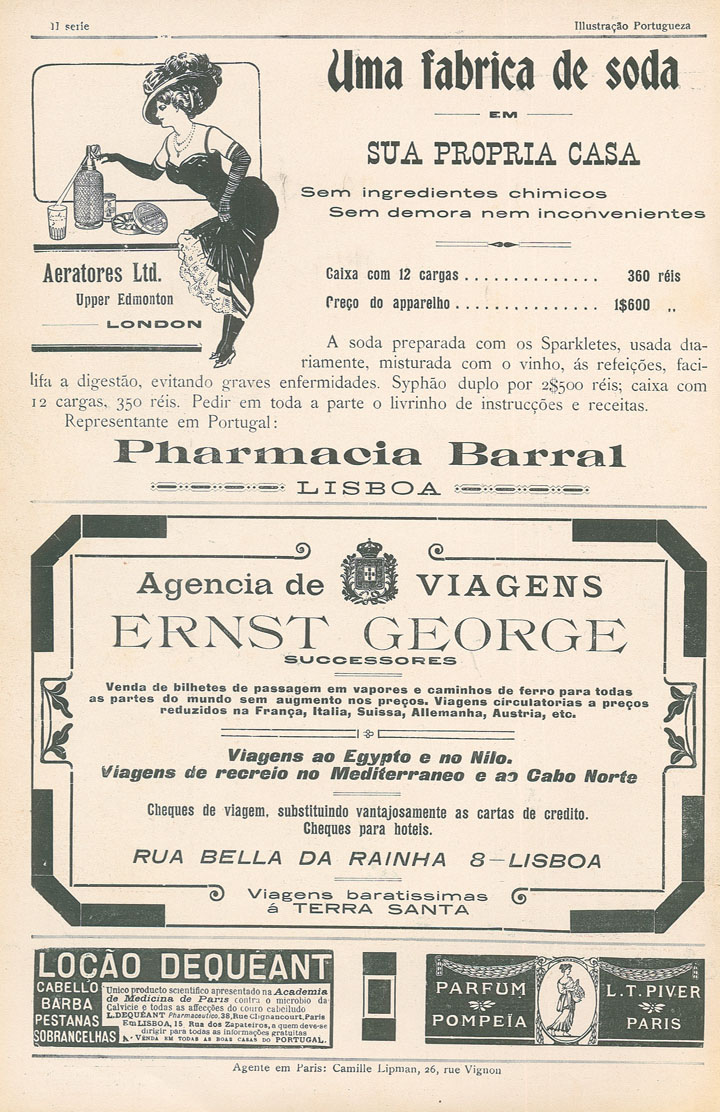 II serie
Illustração Portugueza
Uma fabrica de soda
EM
SUA PROPRIA CASA
Sem ingredientes chimicos
Sem demora nem inconvenientes
Aeratores Ltd.
Upper Edmonton
LONDON
Caixa com 12 cargas . . . . . . . . . . . . . 360 réis
Preço do apparelho . . . . . . . . . . . . . . 1$600 ,,
A soda preparada com os Sparkletes, usada dia-
riamente, misturada com o vinho, ás refeições, faci-
lita a digestão, evitando graves enfermidades. Syphão duplo por 2$500 réis; caixa com
12 cargas, 350 réis. Pedir em toda a parte o livrinho de instrucções e receitas.
Representante em Portugal:
Pharmacia Barral
LISBOA
Agencia de VIAGENS
ERNST GEORGE
SUCCESSORES
Venda de bilhetes de passagem em vapores e caminhos de ferro para todas
as partes do mundo sem augmento nos preços. Viagens circulatorias a preços
reduzidos na França, Italia, Suissa, Allemanha, Austria, etc.
Viagens ao Egypto e no Nilo.
Viagens de recreio no Mediterraneo e ao Cabo Norte
Cheques de viagem, substituindo vantajosamente as cartas de credito.
Cheques para hoteis.
RUA BELLA DA RAINHA 8—LISBOA
Viagens baratissimas
á TERRA SANTA
LOÇÃO DEQUÉANT
CABELLO
BARBA
PESTANAS
SOBRANCELHAS
Unico producto scientifico apresentado na Academia
de Medicina de Paris contra o microbio da
Calvicie e todas as affecções do couro cabelludo
L. DEQUÉANT Pharmaceutico, 38, Rue Clignancourt, Paris
Em LISBOA, 15 Rua dos Zapateiros, a quem deve-se
dirigir para todas as informações gratuitas
VENDA EM TODAS AS BOAS CASAS DO PORTUGAL.
PARFUM
POMPEÏA
L. T. PIVER
PARIS
Agente em Paris: Camille Lipman, 26, rue Vignon